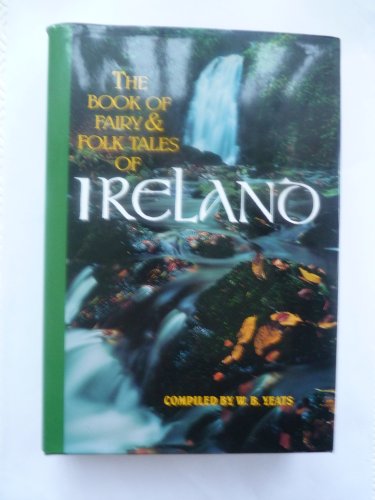 THE
BOOK OF
FAIRY &
FOLK TALES
OF
IRELAND
COMPILED BY W. B. YEATS